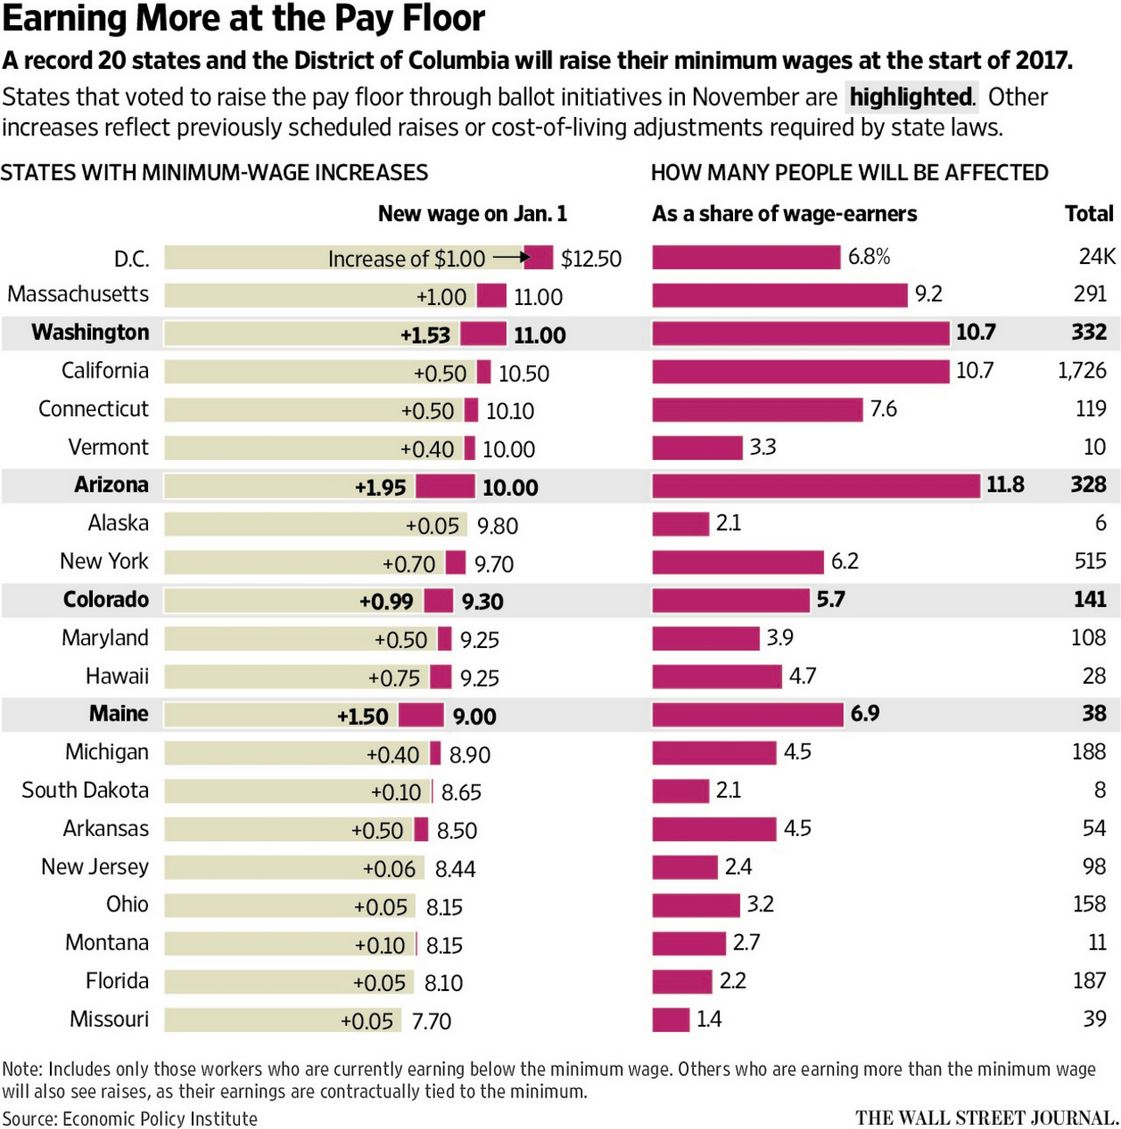 Earning More at the Pay Floor
A record 20 states and the District of Columbia will raise their minimum wages at the start of 2017.
States that voted to raise the pay floor through ballot initiatives in November are highlighted. Other
increases reflect previously scheduled raises or cost-of-living adjustments required by state laws.
STATES WITH MINIMUM-WAGE INCREASES HOW MANY PEOPLE WILL BE AFFECTED
New wage on Jan. 1 As a share of wage-earners Total
D.C. Increase of $1.00 $12.50 6.8% 24K
Massachusetts +1.00 11.00 9.2 291
Washington +1.53 11.00 10.7 332
California +0.50 10.50 10.7 1,726
Connecticut +0.50 10.10 7.6 119
Vermont +0.40 10.00 3.3 10
Arizona +1.95 10.00 11.8 328
Alaska +0.05 9.80 2.1 6
New York +0.70 9.70 6.2 515
Colorado +0.99 9.30 5.7 141
Maryland +0.50 9.25 3.9 108
Hawaii +0.75 9.25 4.7 28
Maine +1.50 9.00 6.9 38
Michigan +0.40 8.90 4.5 188
South Dakota +0.10 8.65 2.1 8
Arkansas +0.50 8.50 4.5 54
New Jersey +0.06 8.44 2.4 98
Ohio +0.05 8.15 3.2 158
Montana +0.10 8.15 2.7 11
Florida +0.05 8.10 2.2 187
Missouri +0.05 7.70 1.4 39
Note: Includes only those workers who are currently earning below the minimum wage. Others who are earning more than the minimum wage
will also see raises, as their earnings are contractually tied to the minimum.
Source: Economic Policy Institute THE WALL STREET JOURNAL.